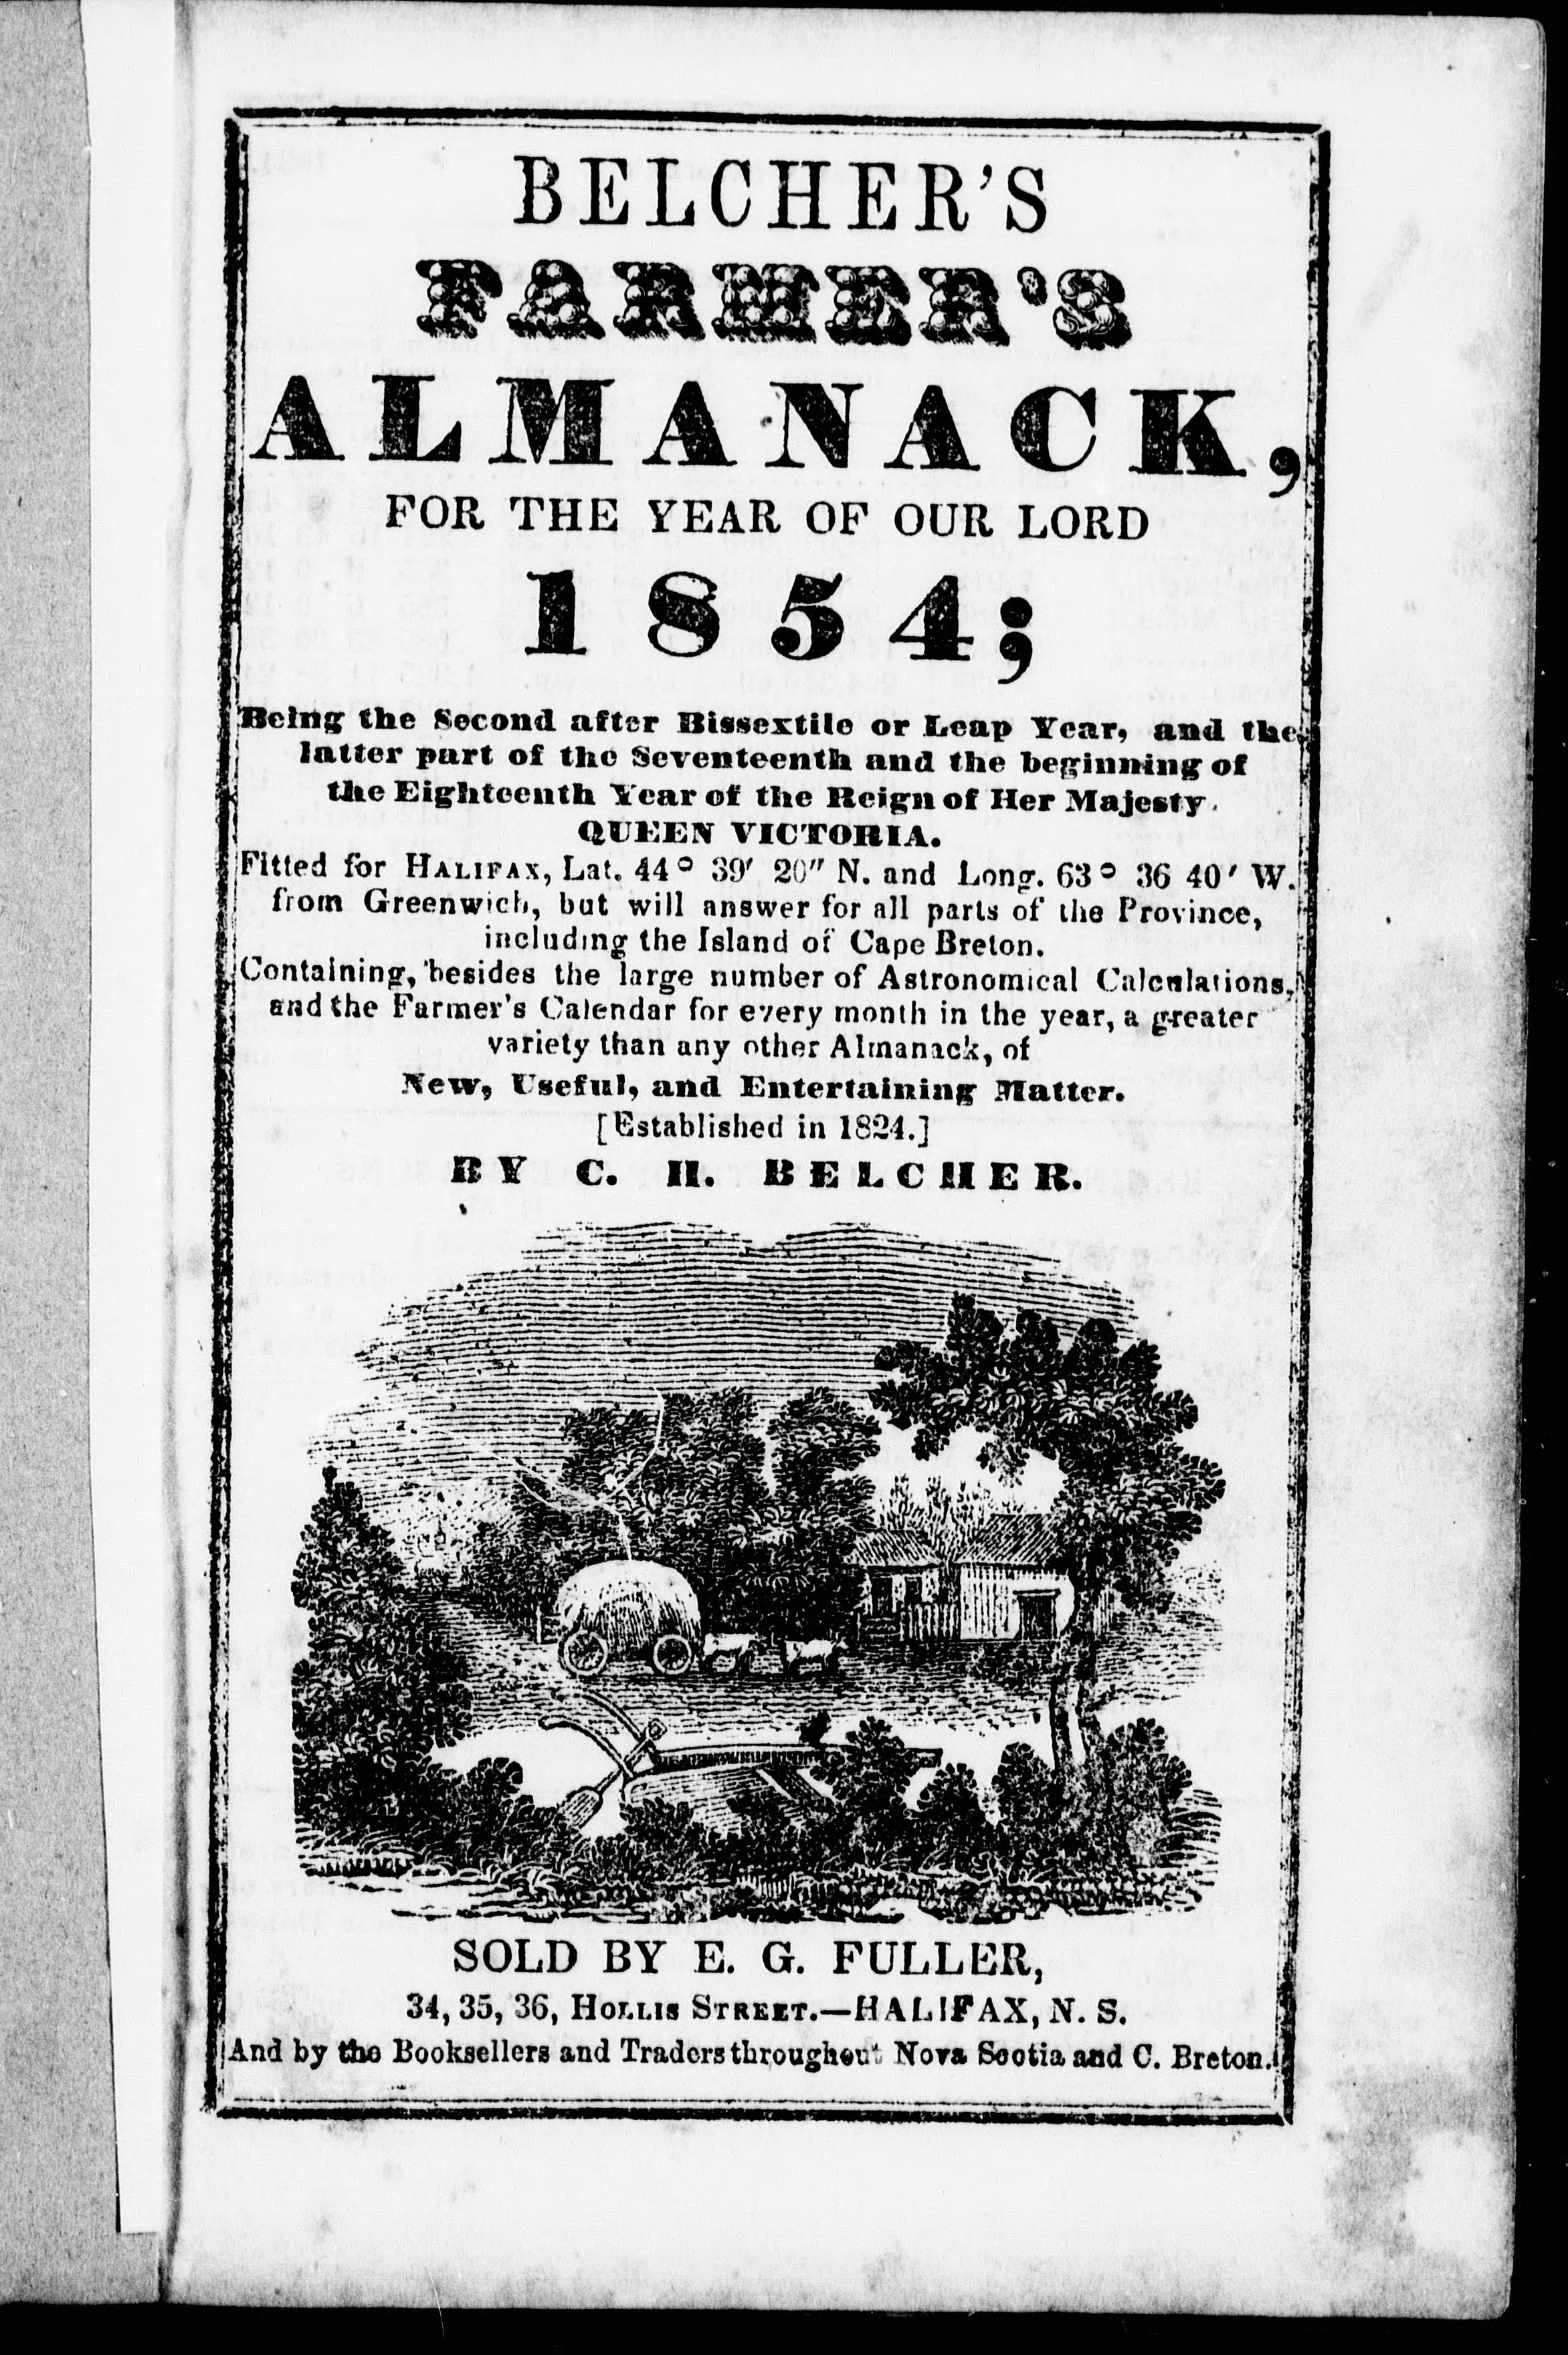 BELCHER'S
FARMER'S
ALMANACK,
FOR THE YEAR OF OUR LORD
1854;
Being the Second after Bissextile or Leap Year, and the
latter part of the Seventeenth and the beginning of
the Eighteenth Year of the Reign of Her Majesty.
QUEEN VICTORIA.
Fitted for HALIFAX, Lat. 44° 39′ 20″ N. and Long. 63° 36 40′ W.
from Greenwich, but will answer for all parts of the Province,
including the Island of Cape Breton.
Containing, besides the large number of Astronomical Calculations,
and the Farmer's Calendar for every month in the year, a greater
variety than any other Almanack, of
New, Useful, and Entertaining Matter.
[Established in 1824.]
BY C. H. BELCHER.
SOLD BY E. G. FULLER,
34, 35, 36, HOLLIS STREET.—HALIFAX, N. S.
And by the Booksellers and Traders throughout Nova Scotia and C. Breton.